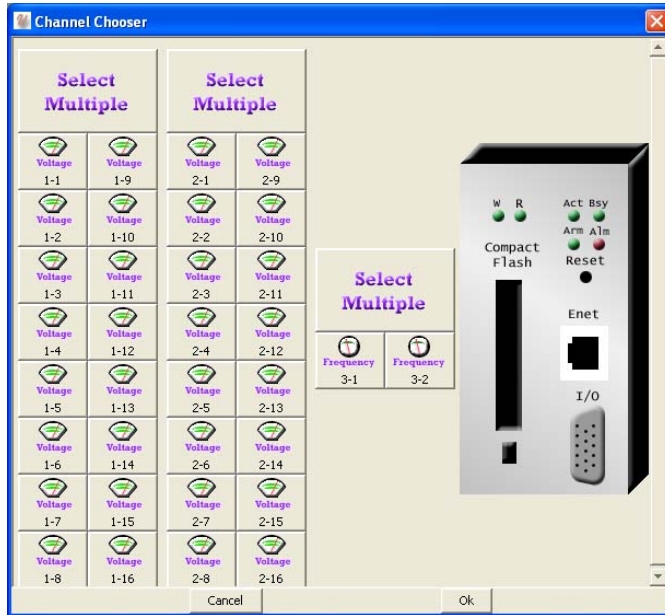 Channel Chooser
Select
Multiple
Select
Multiple
Voltage Voltage Voltage Voltage
1-1 1-9 2-1 2-9
Voltage Voltage Voltage Voltage
1-2 1-10 2-2 2-10
Voltage Voltage Voltage Voltage
1-3 1-11 2-3 2-11
Voltage Voltage Voltage Voltage
1-4 1-12 2-4 2-12
Voltage Voltage Voltage Voltage
1-5 1-13 2-5 2-13
Voltage Voltage Voltage Voltage
1-6 1-14 2-6 2-14
Voltage Voltage Voltage Voltage
1-7 1-15 2-7 2-15
Voltage Voltage Voltage Voltage
1-8 1-16 2-8 2-16
Select
Multiple
Frequency Frequency
3-1 3-2
W R Act Bsy
Arm Alm
Compact
Flash
Reset
Enet
I/O
Cancel Ok